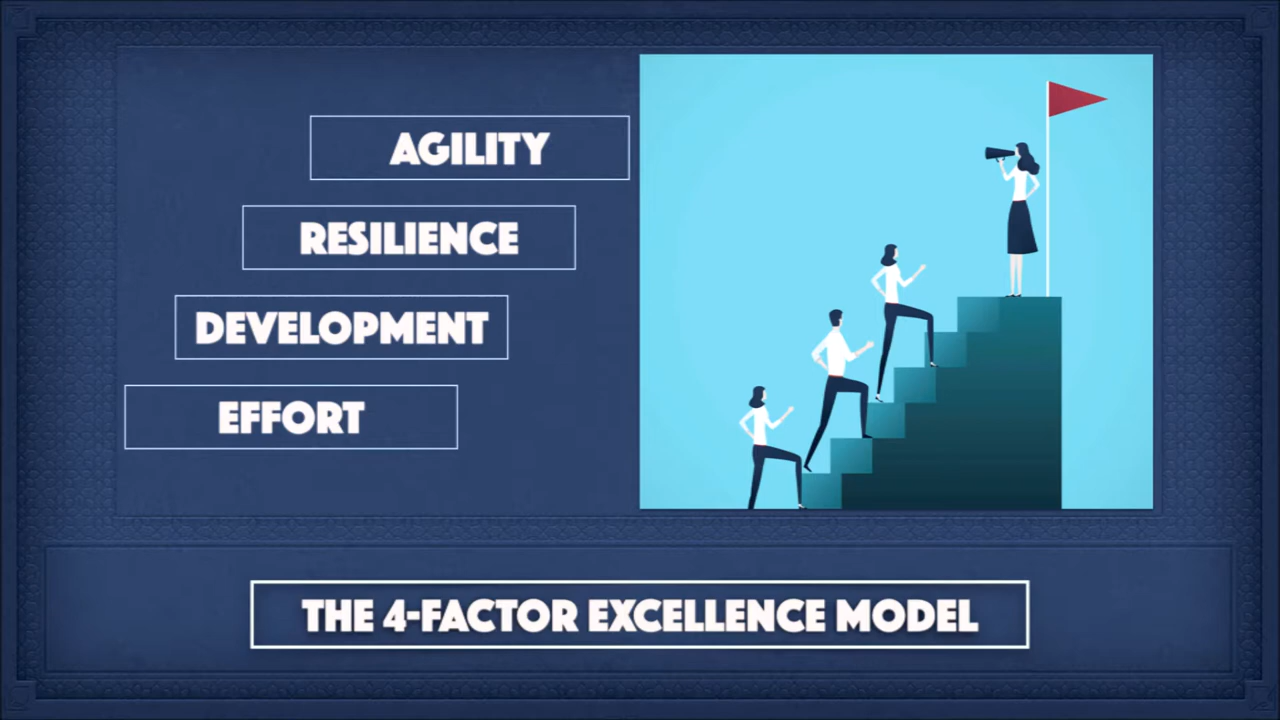 AGILITY
RESILIENCE
DEVELOPMENT
EFFORT
THE 4-FACTOR EXCELLENCE MODEL